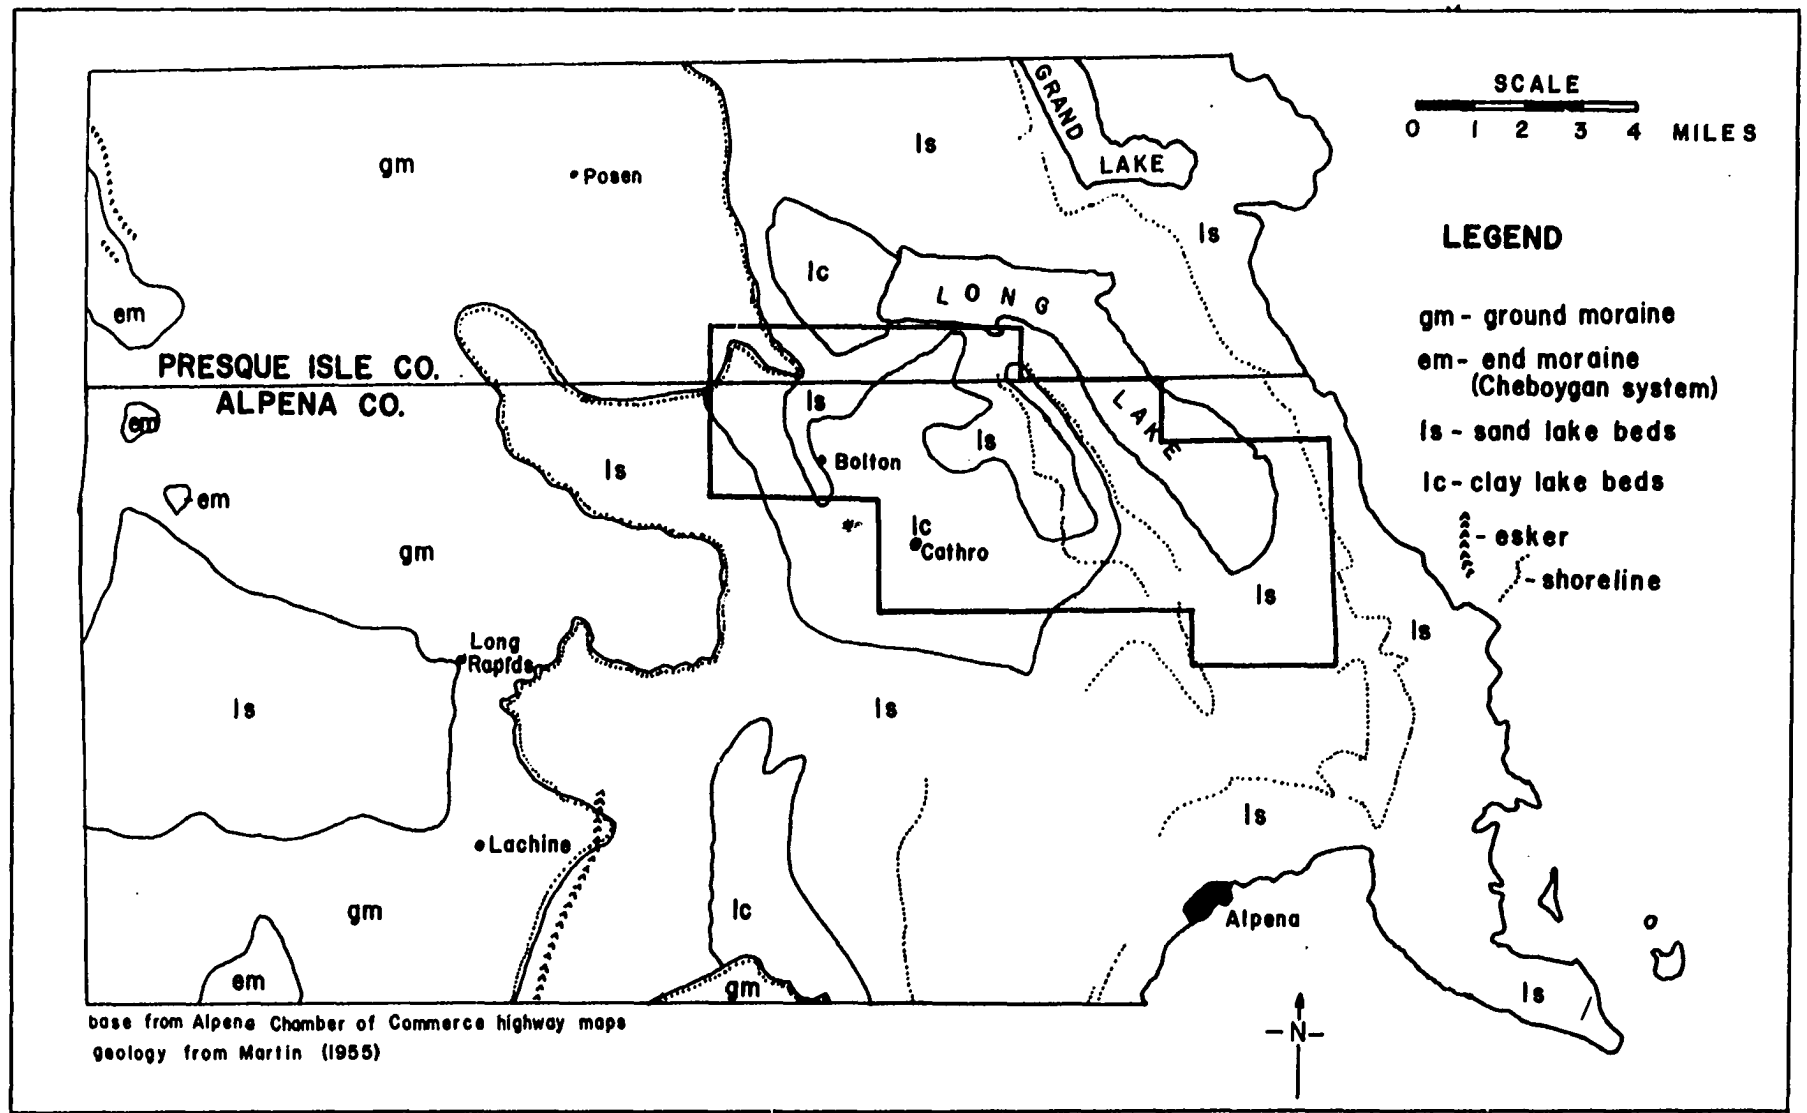 SCALE
0 1 2 3 4 MILES
GRAND
LAKE
ls
gm
Posen
ls
LEGEND
lc
LONG
LAKE
em
gm - ground moraine
em - end moraine
(Cheboygan system)
ls - sand lake beds
lc - clay lake beds
- esker
- shoreline
PRESQUE ISLE CO.
ALPENA CO.
em
ls
ls
ls
Bolton
em
gm
lc
Cathro
ls
ls
Long
Rapids
ls
ls
ls
Lachine
gm
lc
Alpena
em
gm
ls
-N-
base from Alpena Chamber of Commerce highway maps
geology from Martin (1955)